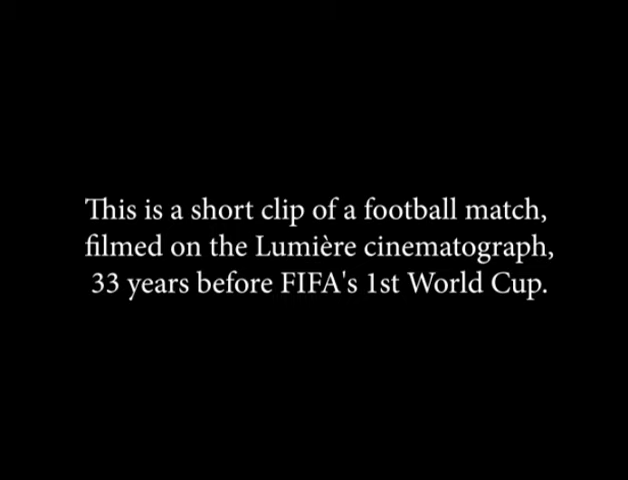 This is a short clip of a football match,
filmed on the Lumière cinematograph,
33 years before FIFA's 1st World Cup.